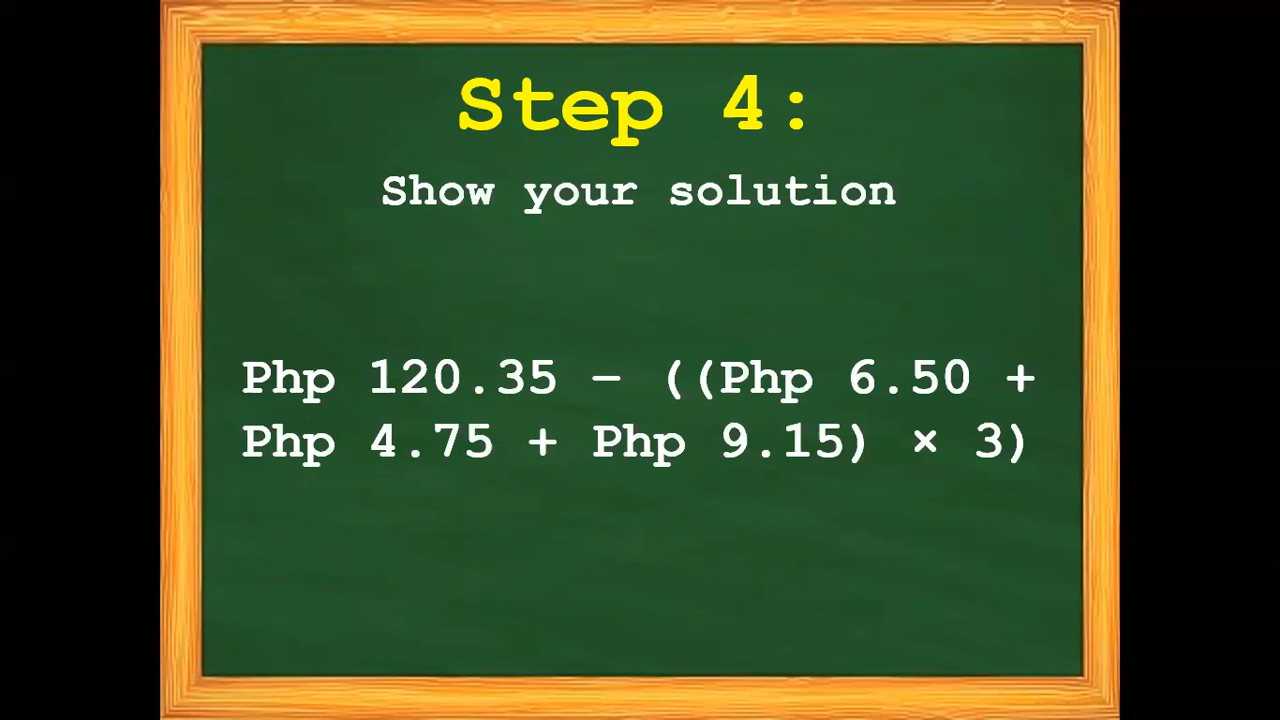 Step 4:
Show your solution
Php 120.35 – ((Php 6.50 +
Php 4.75 + Php 9.15) × 3)